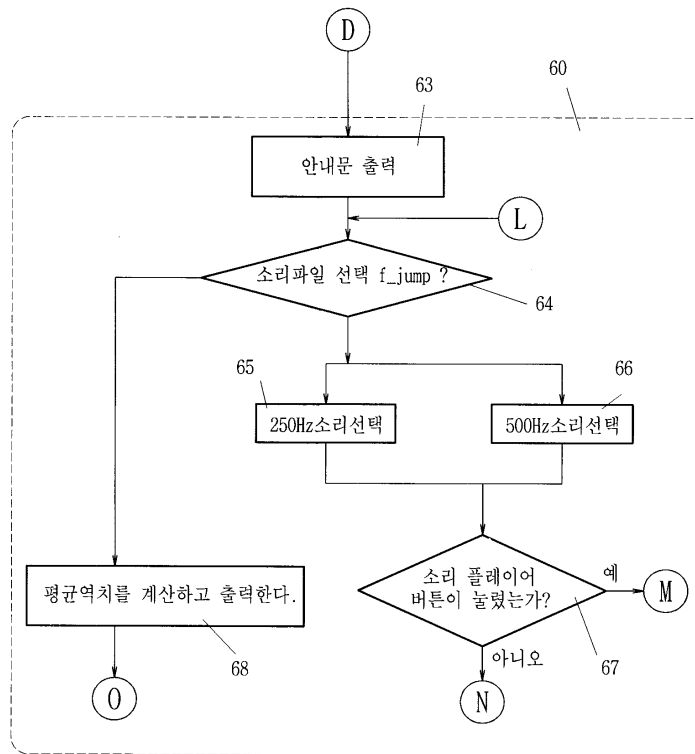 D
60
63
안내문 출력
L
소리파일 선택 f_jump ?
64
65
66
250Hz소리선택
500Hz소리선택
평균역치를 계산하고 출력한다.
68
소리 플레이어
버튼이 눌렸는가?
예
M
67
아니오
O
N